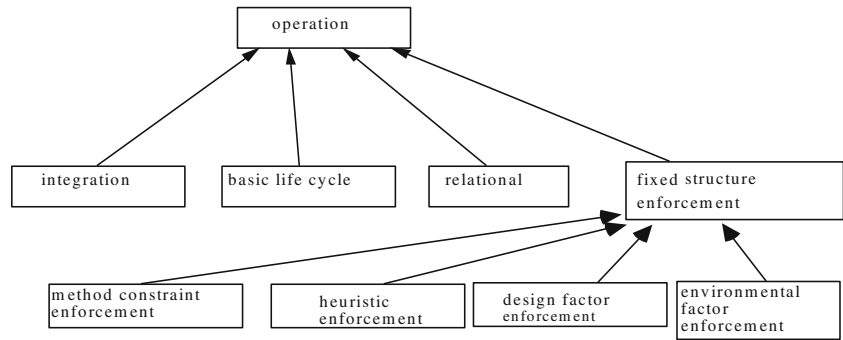 operation
integration
basic life cycle
relational
fixed structure
enforcement
method constraint
enforcement
heuristic
enforcement
design factor
enforcement
environmental
factor
enforcement